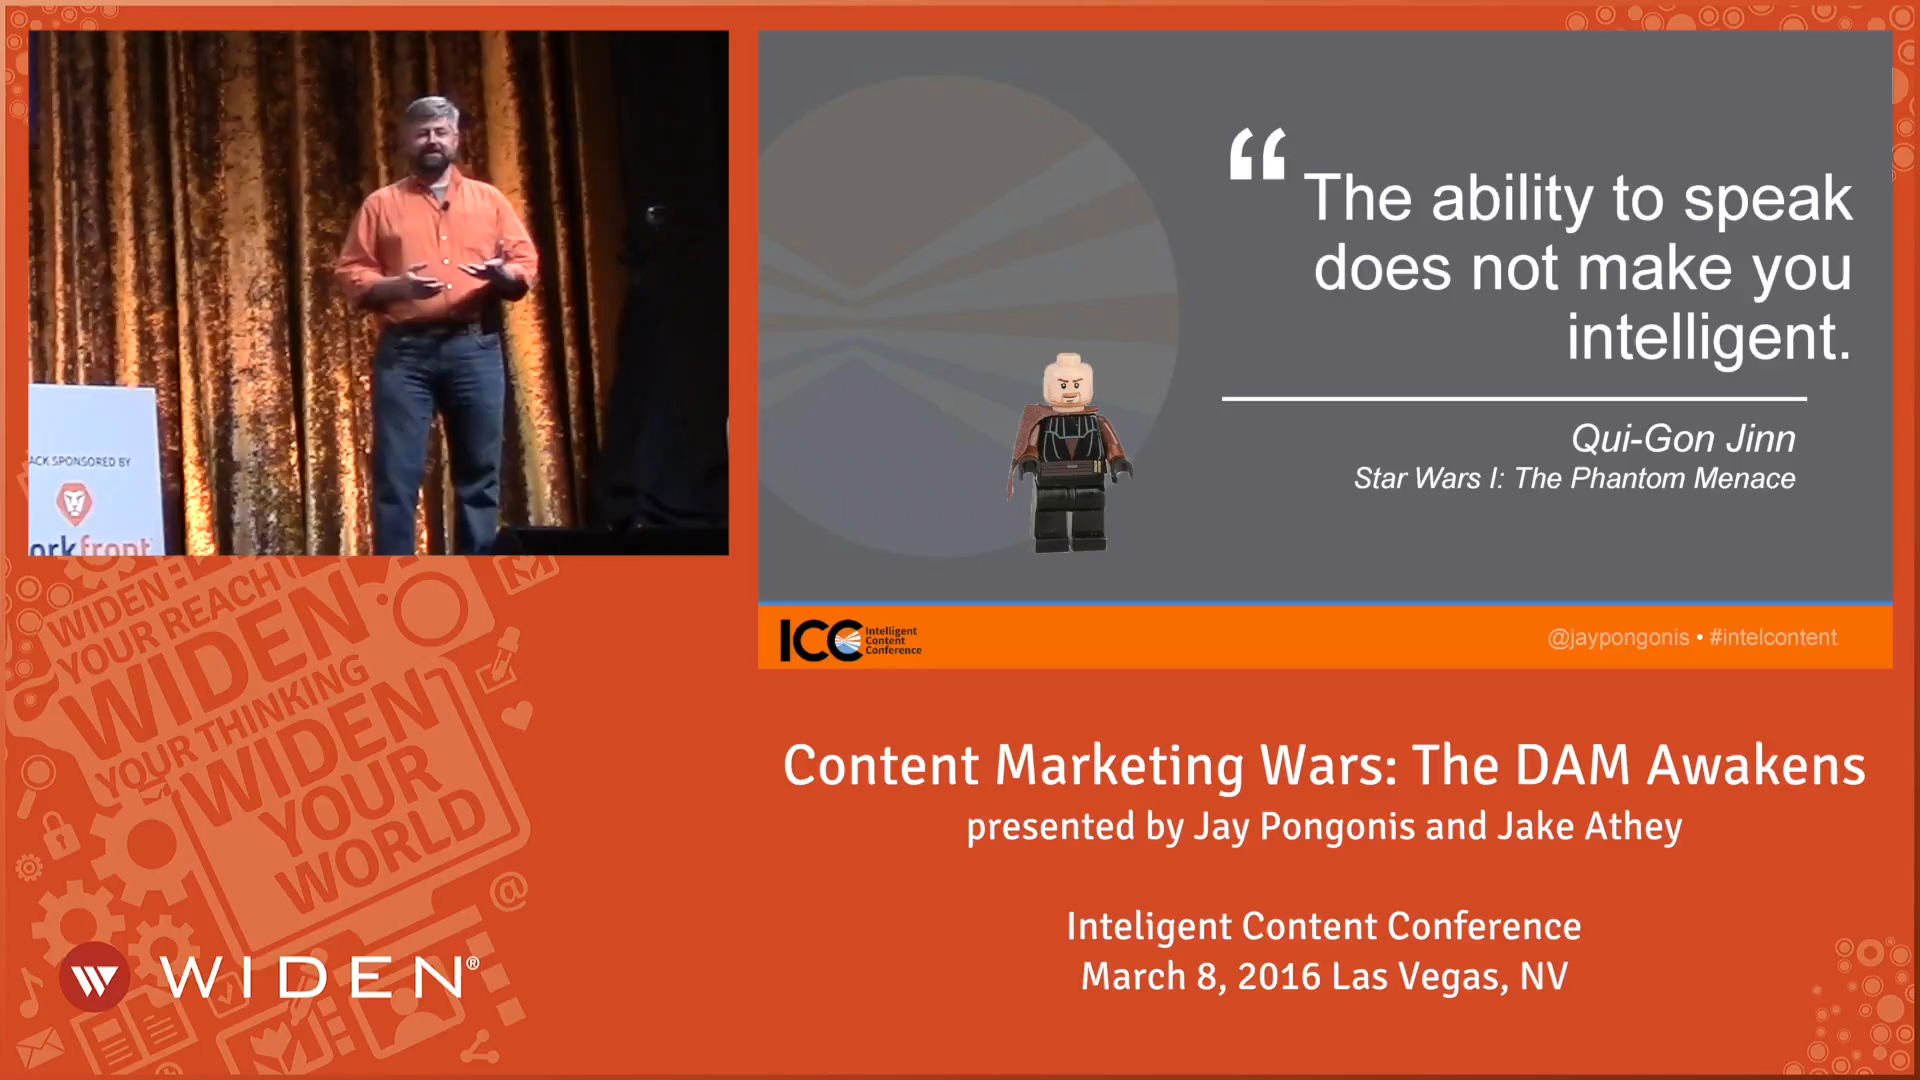 ACK SPONSORED BY
orkfront
“
The ability to speak
does not make you
intelligent.
Qui-Gon Jinn
Star Wars I: The Phantom Menace
ICC
Intelligent
Content
Conference
@jaypongonis • #intelcontent
Content Marketing Wars: The DAM Awakens
presented by Jay Pongonis and Jake Athey
Inteligent Content Conference
March 8, 2016 Las Vegas, NV
WIDEN
YOUR REACH
WIDEN
YOUR THINKING
WIDEN
YOUR
WORLD
@
WIDEN®